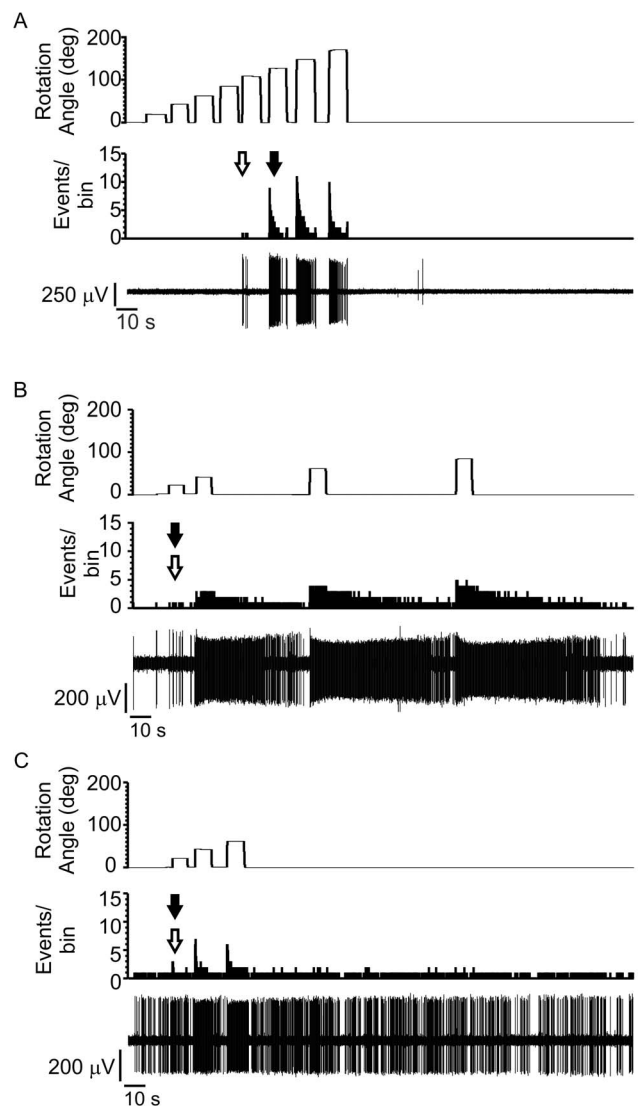 A
Rotation
Angle (deg)
200
100
0
Events/
bin
15
10
5
0
250 µV
10 s
B
Rotation
Angle (deg)
200
100
0
Events/
bin
15
10
5
0
200 µV
10 s
C
Rotation
Angle (deg)
200
100
0
Events/
bin
15
10
5
0
200 µV
10 s